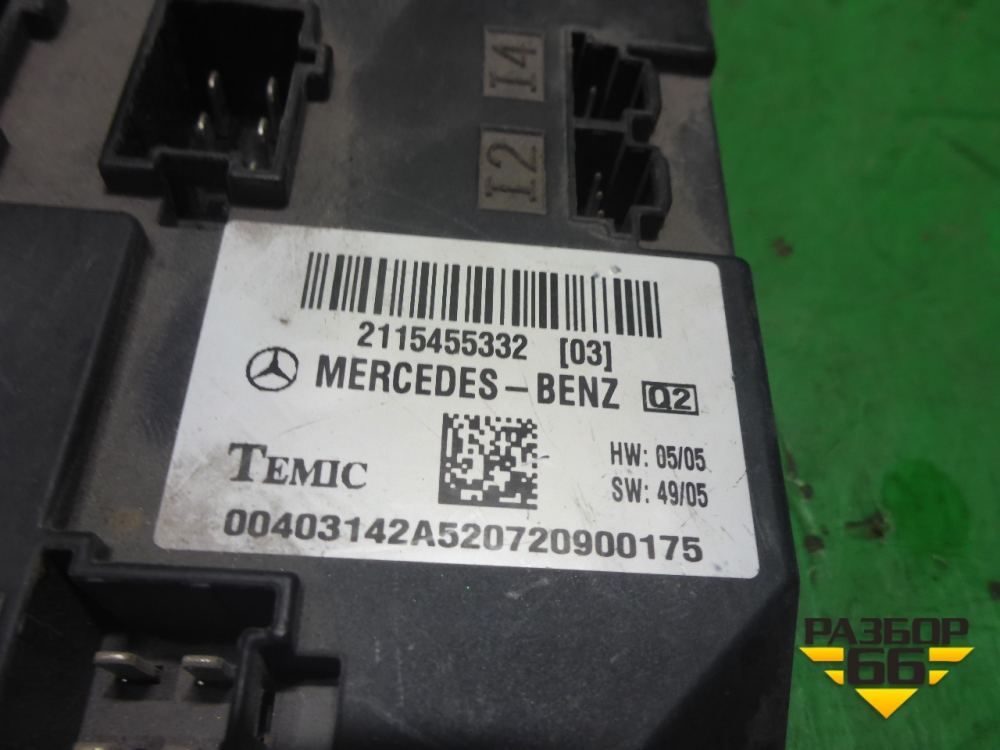 I4
I2
2115455332 [03]
MERCEDES-BENZ Q2
TEMIC
HW: 05/05
SW: 49/05
00403142A520720900175
РАЗБОР
66